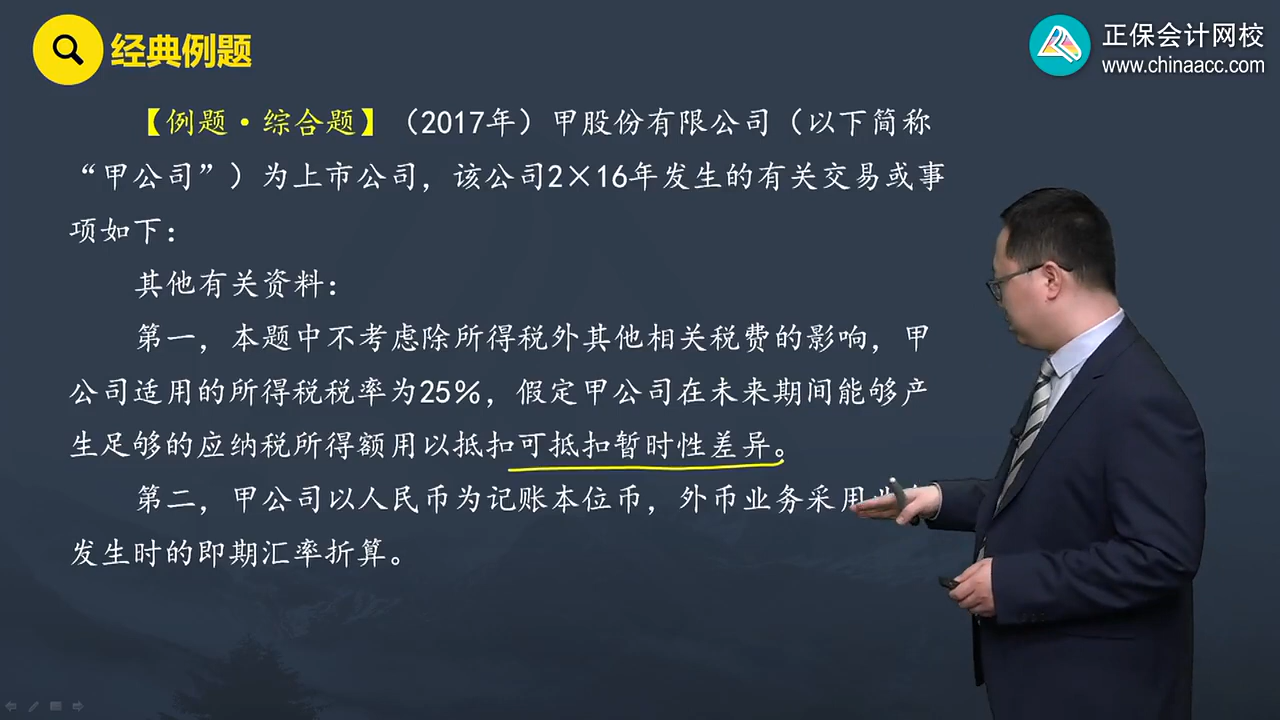 经典例题
正保会计网校
www.chinaacc.com
【例题·综合题】（2017年）甲股份有限公司（以下简称
“甲公司”）为上市公司，该公司2×16年发生的有关交易或事
项如下：
其他有关资料：
第一，本题中不考虑除所得税外其他相关税费的影响，甲
公司适用的所得税税率为25%，假定甲公司在未来期间能够产
生足够的应纳税所得额用以抵扣可抵扣暂时性差异。
第二，甲公司以人民币为记账本位币，外币业务采用
发生时的即期汇率折算。